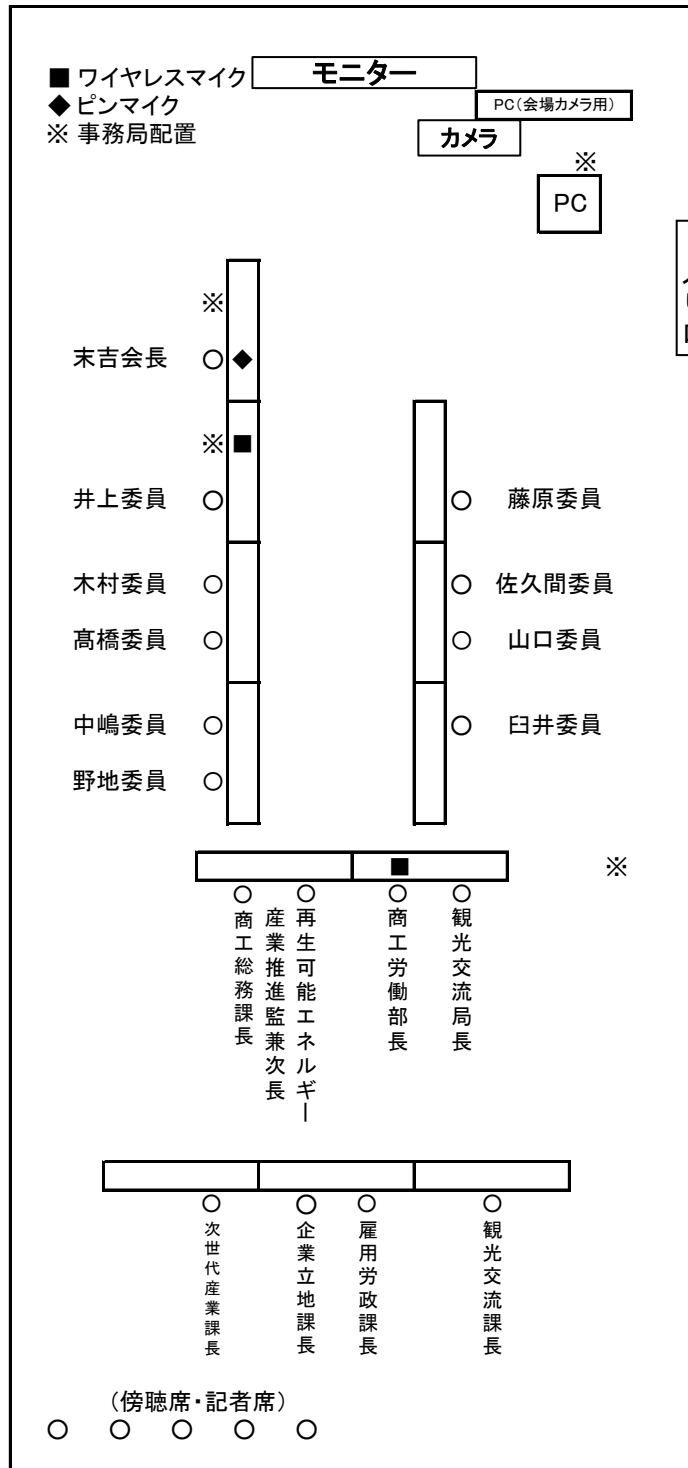 ■ ワイヤレスマイク
モニター
◆ピンマイク
PC(会場カメラ用)
※ 事務局配置
カメラ
※
PC
※
末吉会長 ○ ◆
※ ■
井上委員 ○
○ 藤原委員
木村委員 ○
○ 佐久間委員
髙橋委員 ○
○ 山口委員
中嶋委員 ○
○ 臼井委員
野地委員 ○
■
※
○ ○ ○ ○
商工総務課長
再生可能エネルギー
産業推進監兼次長
商工労働部長
観光交流局長
○ ○ ○ ○
次世代産業課長
企業立地課長
雇用労政課長
観光交流課長
(傍聴席・記者席)
○ ○ ○ ○ ○